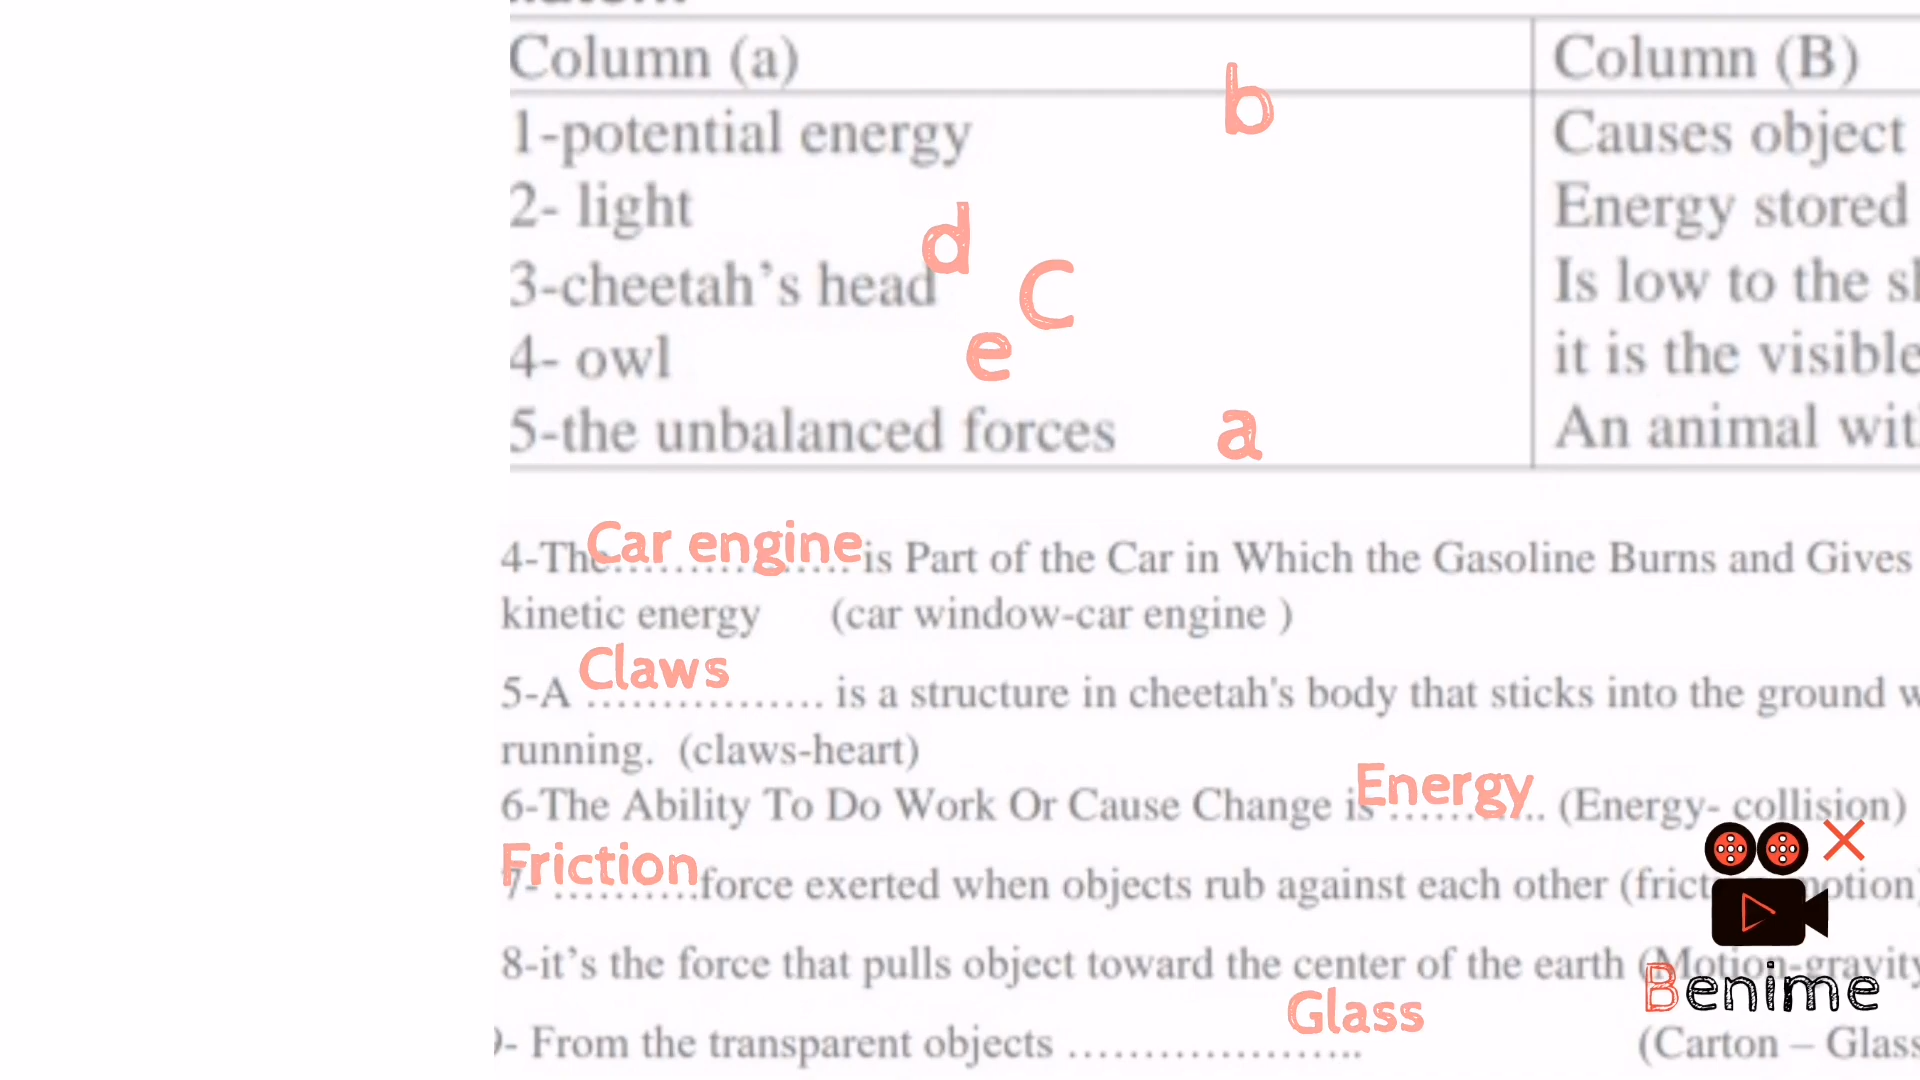 Column (a) Column (B)
b
1-potential energy Causes object
2- light Energy stored
d
3-cheetah's head C Is low to the
4- owl e it is the visible
5-the unbalanced forces a An animal
4-The Car engine is Part of the Car in Which the Gasoline Burns and Gives
kinetic energy (car window-car engine )
Claws
5-A ................ is a structure in cheetah's body that sticks into the ground
running. (claws-heart)
Energy
6-The Ability To Do Work Or Cause Change is ........... (Energy- collision)
Friction
7- ..........force exerted when objects rub against each other
8-it's the force that pulls object toward the center of the earth (Motion-gravity
Glass
- From the transparent objects ...................... (Carton – Glass
Benime